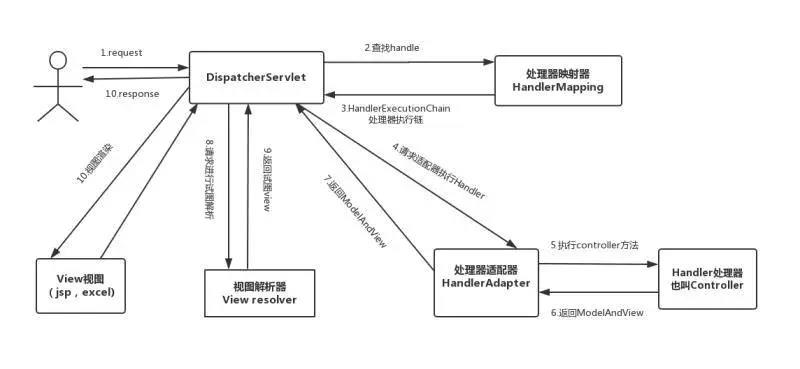 1.request
DispatcherServlet
2.查找handle
处理器映射器
HandlerMapping
10.response
3.HandlerExecutionChain
处理器执行链
10.视图渲染
8.请求进行试图解析
9.返回试图view
4.请求适配器执行Handler
7.返回ModelAndView
View视图
（jsp，excel)
视图解析器
View resolver
处理器适配器
HandlerAdapter
5.执行controller方法
Handler处理器
也叫Controller
6.返回ModelAndView